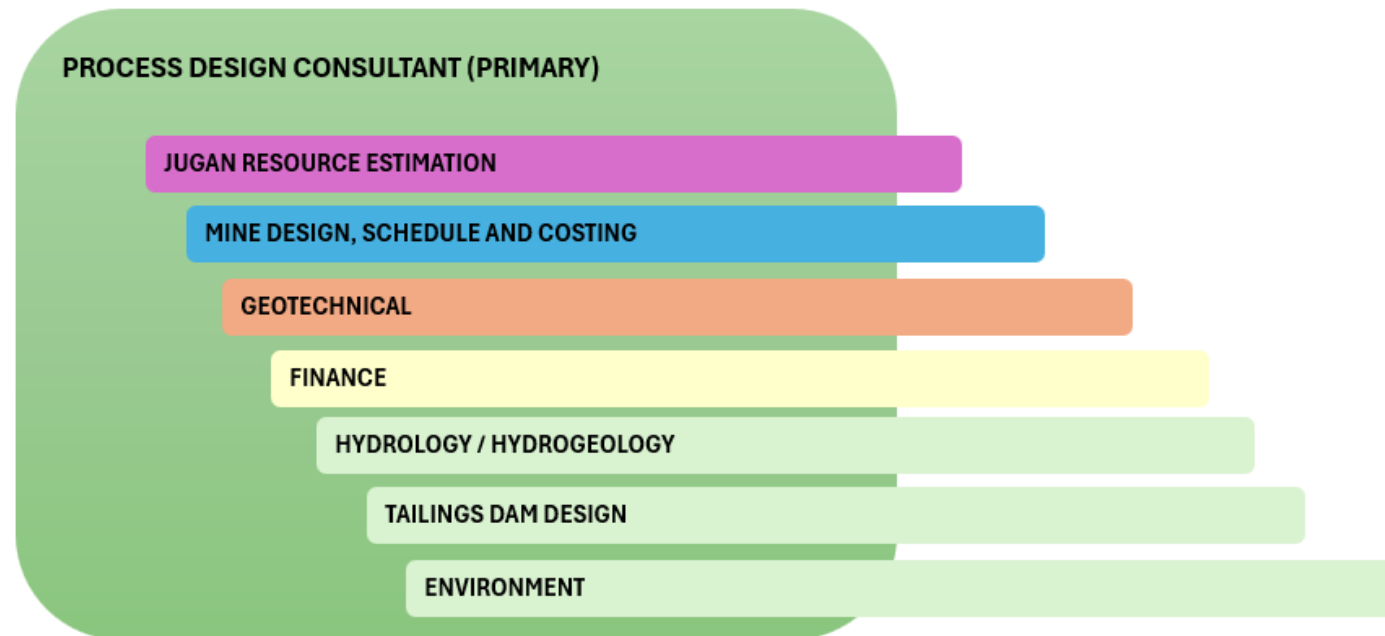 PROCESS DESIGN CONSULTANT (PRIMARY)
JUGAN RESOURCE ESTIMATION
MINE DESIGN, SCHEDULE AND COSTING
GEOTECHNICAL
FINANCE
HYDROLOGY / HYDROGEOLOGY
TAILINGS DAM DESIGN
ENVIRONMENT